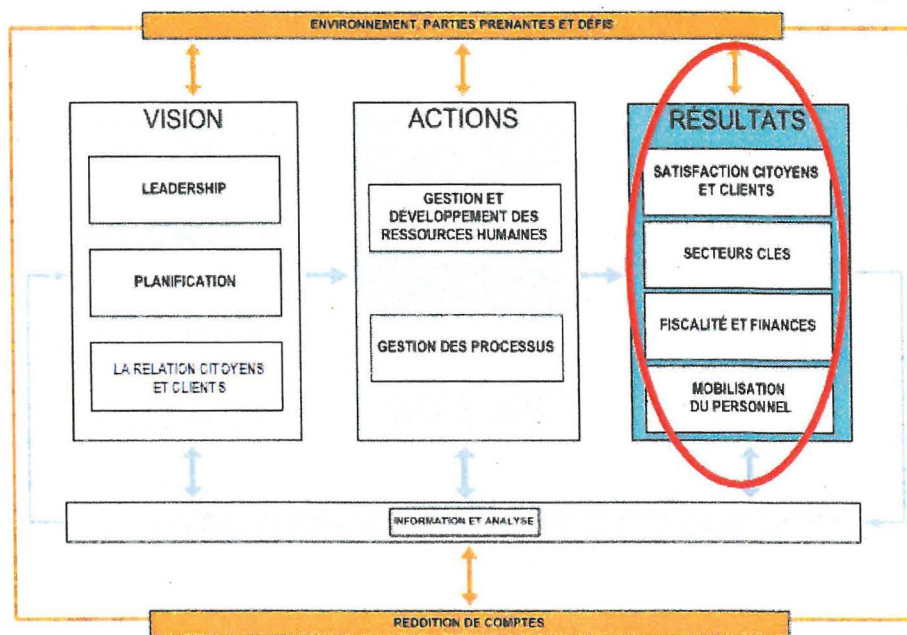 ENVIRONNEMENT, PARTIES PRENANTES ET DÉFIS
VISION
LEADERSHIP
PLANIFICATION
LA RELATION CITOYENS
ET CLIENTS
ACTIONS
GESTION ET
DÉVELOPPEMENT DES
RESSOURCES HUMAINES
GESTION DES PROCESSUS
RÉSULTATS
SATISFACTION CITOYENS
ET CLIENTS
SECTEURS CLÉS
FISCALITÉ ET FINANCES
MOBILISATION
DU PERSONNEL
INFORMATION ET ANALYSE
REDDITION DE COMPTES